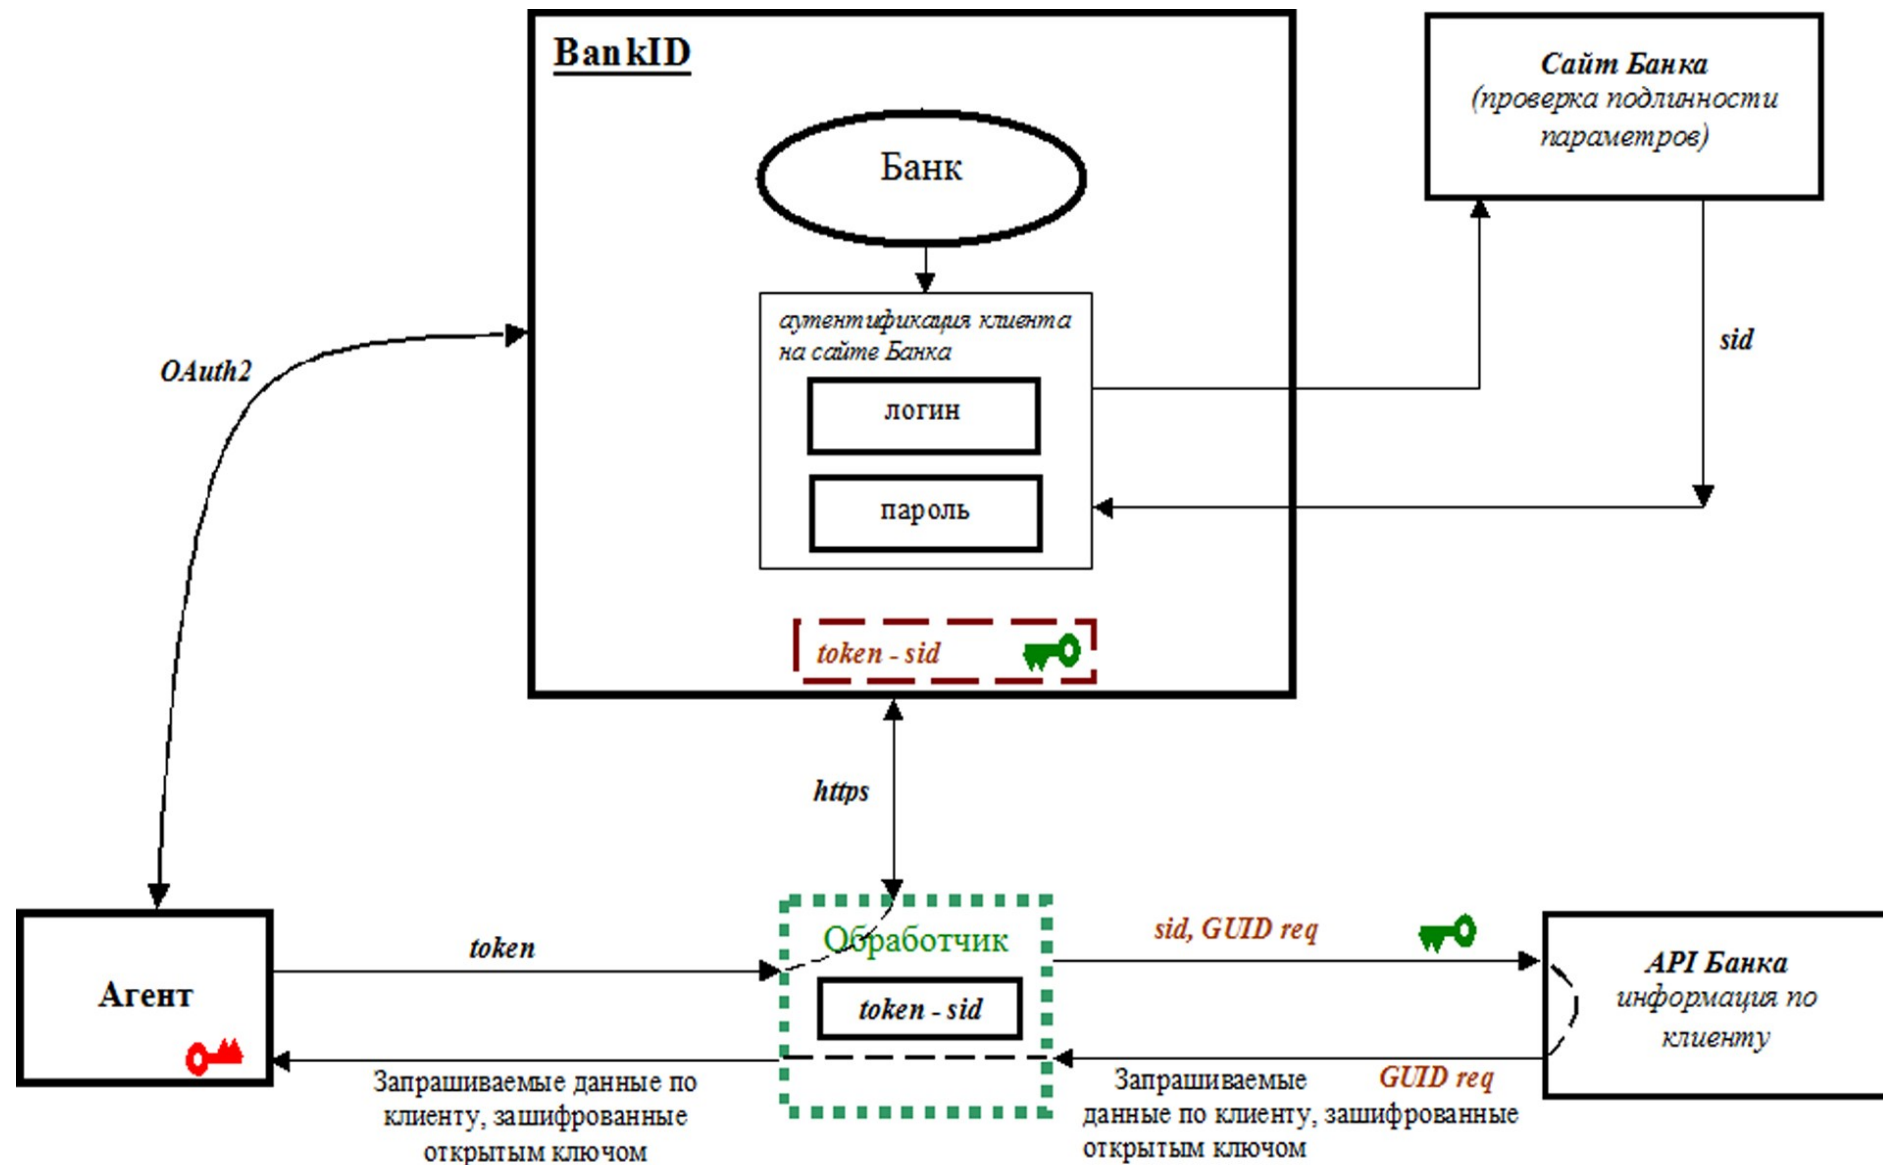 BankID
Сайт Банка
(проверка подлинности
параметров)
Банк
аутентификация клиента
на сайте Банка
логин
пароль
sid
OAuth2
token - sid
https
Агент
token
Обработчик
token - sid
sid, GUID req
API Банка
информация по
клиенту
Запрашиваемые данные по
клиенту, зашифрованные
открытым ключом
Запрашиваемые GUID req
данные по клиенту, зашифрованные
открытым ключом